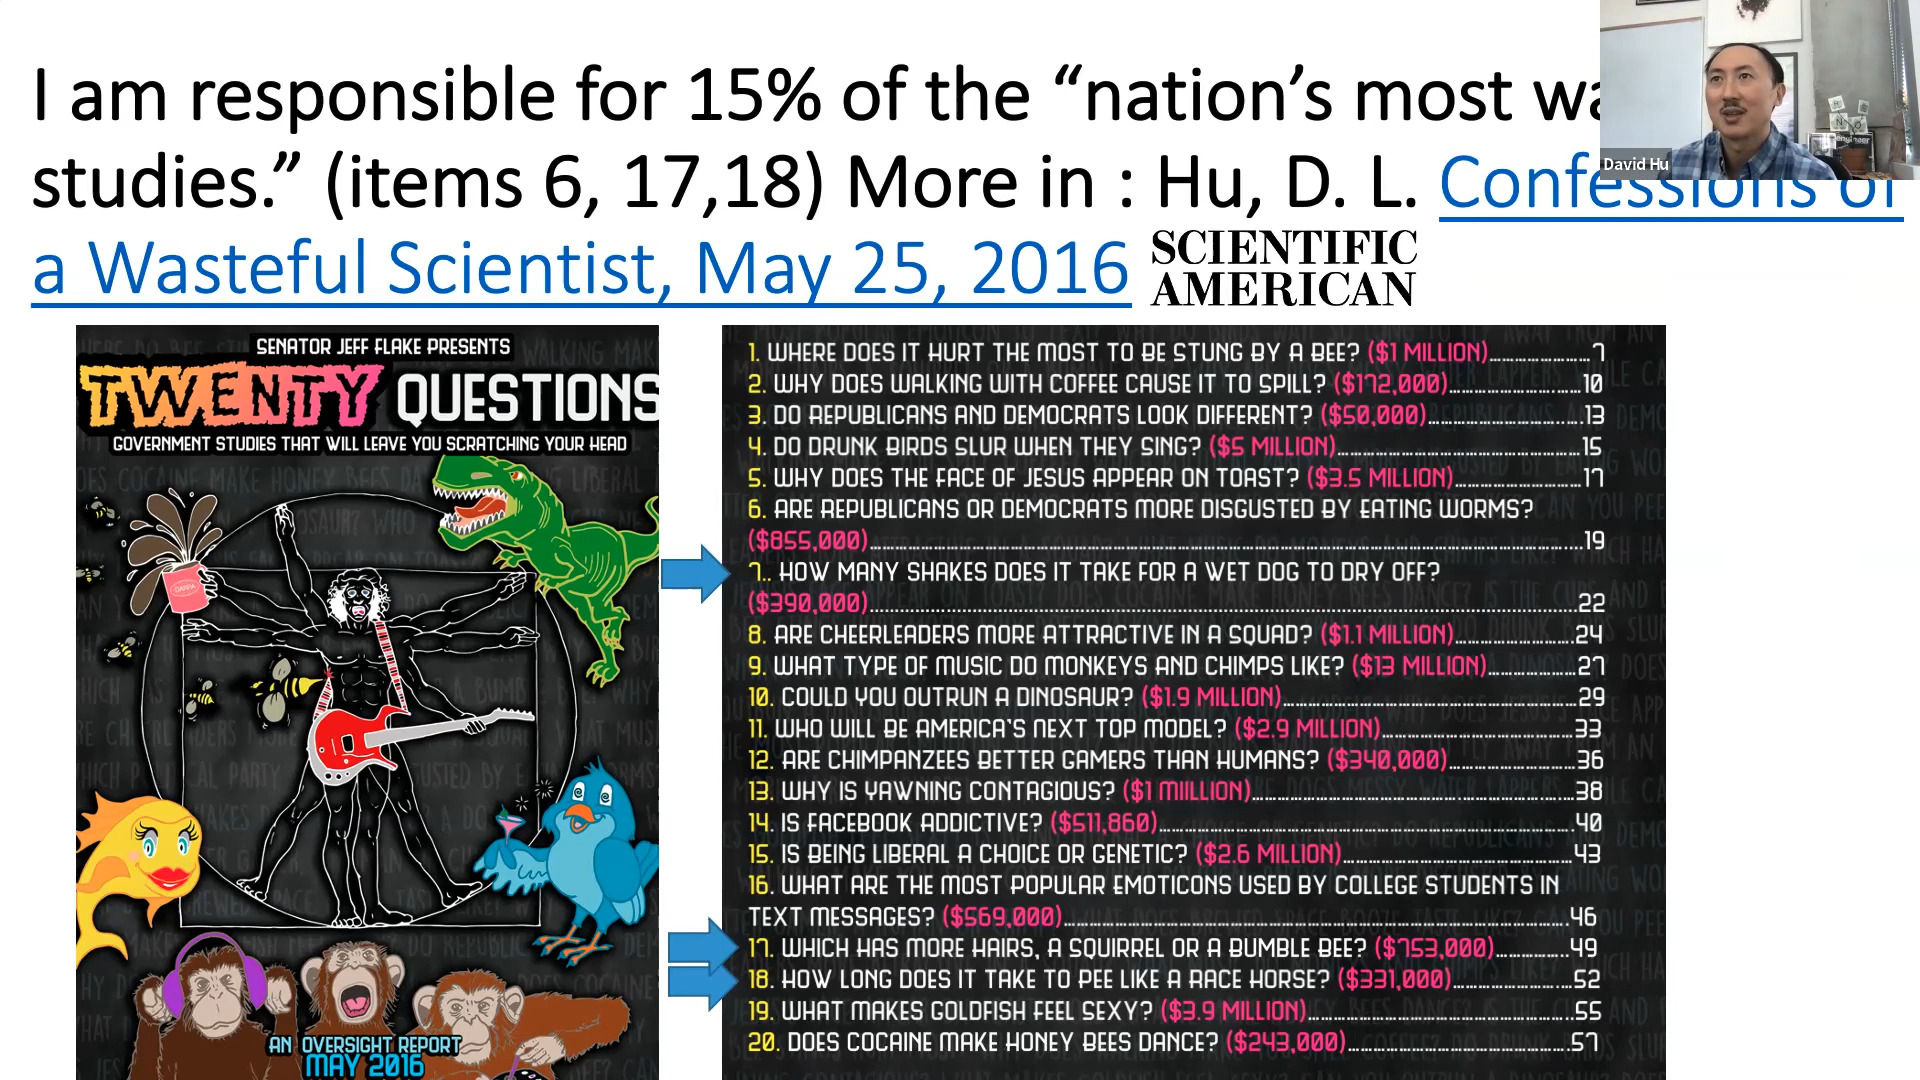 I am responsible for 15% of the “nation’s most wa
studies.” (items 6, 17,18) More in : Hu, D. L. Confessions of
a Wasteful Scientist, May 25, 2016
SCIENTIFIC
AMERICAN
David Hu
SENATOR JEFF FLAKE PRESENTS
TWENTY QUESTIONS
GOVERNMENT STUDIES THAT WILL LEAVE YOU SCRATCHING YOUR HEAD
AN OVERSIGHT REPORT
MAY 2016
1. WHERE DOES IT HURT THE MOST TO BE STUNG BY A BEE? ($1 MILLION)........................7
2. WHY DOES WALKING WITH COFFEE CAUSE IT TO SPILL? ($172,000)................................10
3. DO REPUBLICANS AND DEMOCRATS LOOK DIFFERENT? ($50,000).....................................13
4. DO DRUNK BIRDS SLUR WHEN THEY SING? ($5 MILLION)..........................................15
5. WHY DOES THE FACE OF JESUS APPEAR ON TOAST? ($3.5 MILLION)...............................17
6. ARE REPUBLICANS OR DEMOCRATS MORE DISGUSTED BY EATING WORMS?
($855,000)....................................................................................19
7.. HOW MANY SHAKES DOES IT TAKE FOR A WET DOG TO DRY OFF?
($390,000)....................................................................................22
8. ARE CHEERLEADERS MORE ATTRACTIVE IN A SQUAD? ($1.1 MILLION)..............................24
9. WHAT TYPE OF MUSIC DO MONKEYS AND CHIMPS LIKE? ($13 MILLION)...........................27
10. COULD YOU OUTRUN A DINOSAUR? ($1.9 MILLION)................................................29
11. WHO WILL BE AMERICA'S NEXT TOP MODEL? ($2.9 MILLION)......................................33
12. ARE CHIMPANZEES BETTER GAMERS THAN HUMANS? ($340,000)..................................36
13. WHY IS YAWNING CONTAGIOUS? ($1 MIILLION)...................................................38
14. IS FACEBOOK ADDICTIVE? ($511,860)..............................................................40
15. IS BEING LIBERAL A CHOICE OR GENETIC? ($2.6 MILLION)........................................43
16. WHAT ARE THE MOST POPULAR EMOTICONS USED BY COLLEGE STUDENTS IN
TEXT MESSAGES? ($569,000).......................................................................46
17. WHICH HAS MORE HAIRS, A SQUIRREL OR A BUMBLE BEE? ($753,000)..........................49
18. HOW LONG DOES IT TAKE TO PEE LIKE A RACE HORSE? ($331,000)..............................52
19. WHAT MAKES GOLDFISH FEEL SEXY? ($3.9 MILLION)..............................................55
20. DOES COCAINE MAKE HONEY BEES DANCE? ($243,000)............................................57